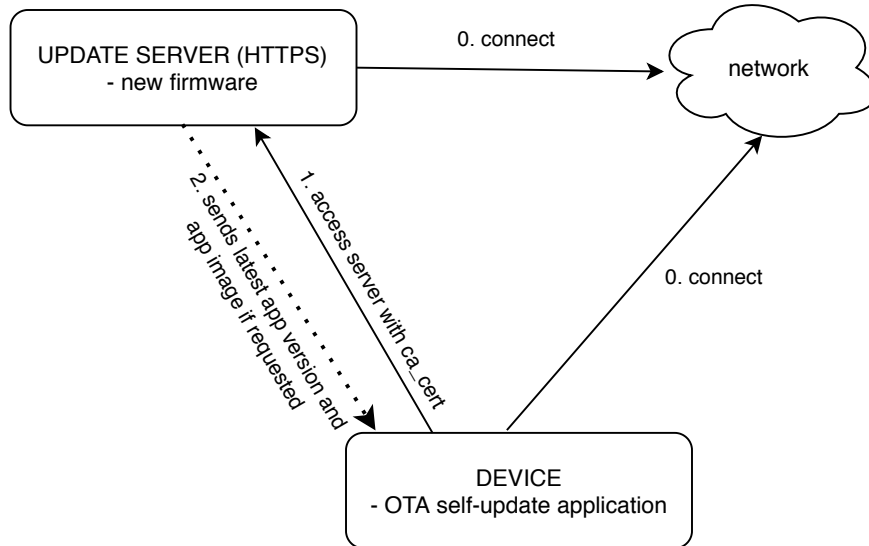 UPDATE SERVER (HTTPS)
- new firmware
0. connect
network
1. access server with ca_cert
2. sends latest app version and
app image if requested
0. connect
DEVICE
- OTA self-update application